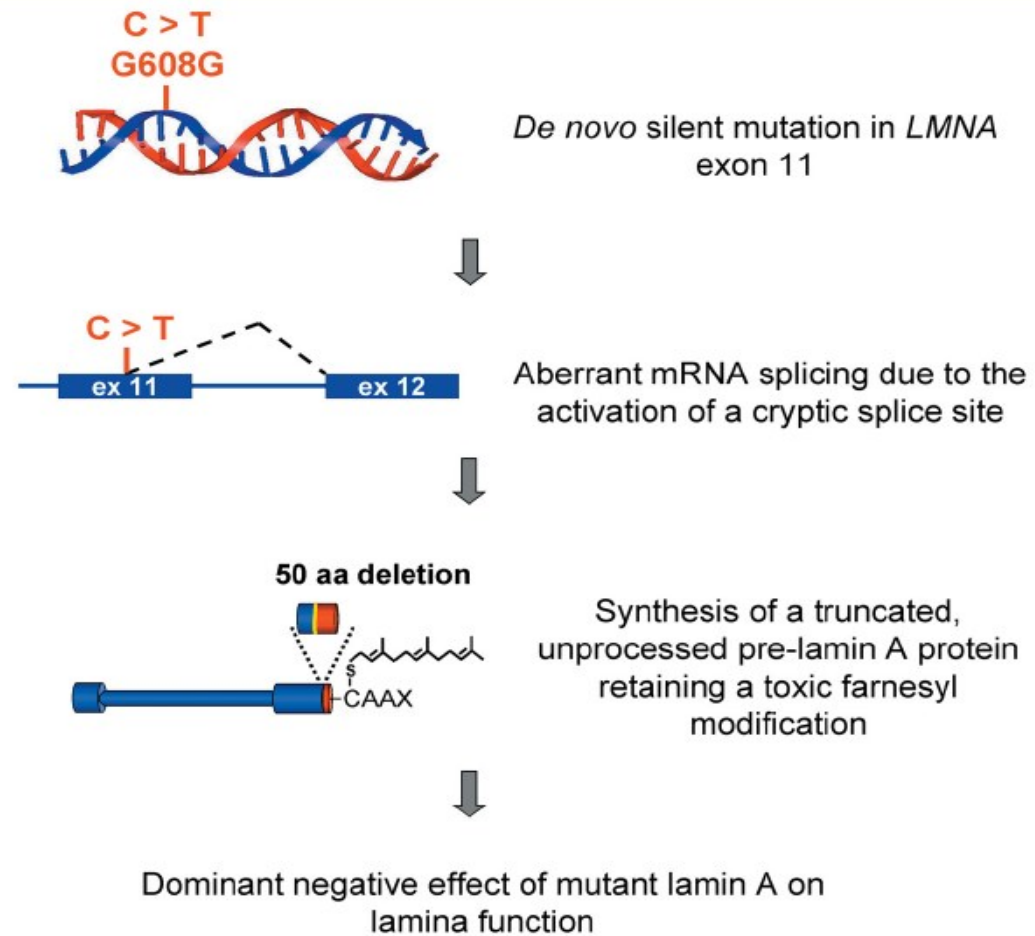 C > T
G608G
De novo silent mutation in LMNA
exon 11
C > T
ex 11
ex 12
Aberrant mRNA splicing due to the
activation of a cryptic splice site
50 aa deletion
S
CAAX
Synthesis of a truncated,
unprocessed pre-lamin A protein
retaining a toxic farnesyl
modification
Dominant negative effect of mutant lamin A on
lamina function